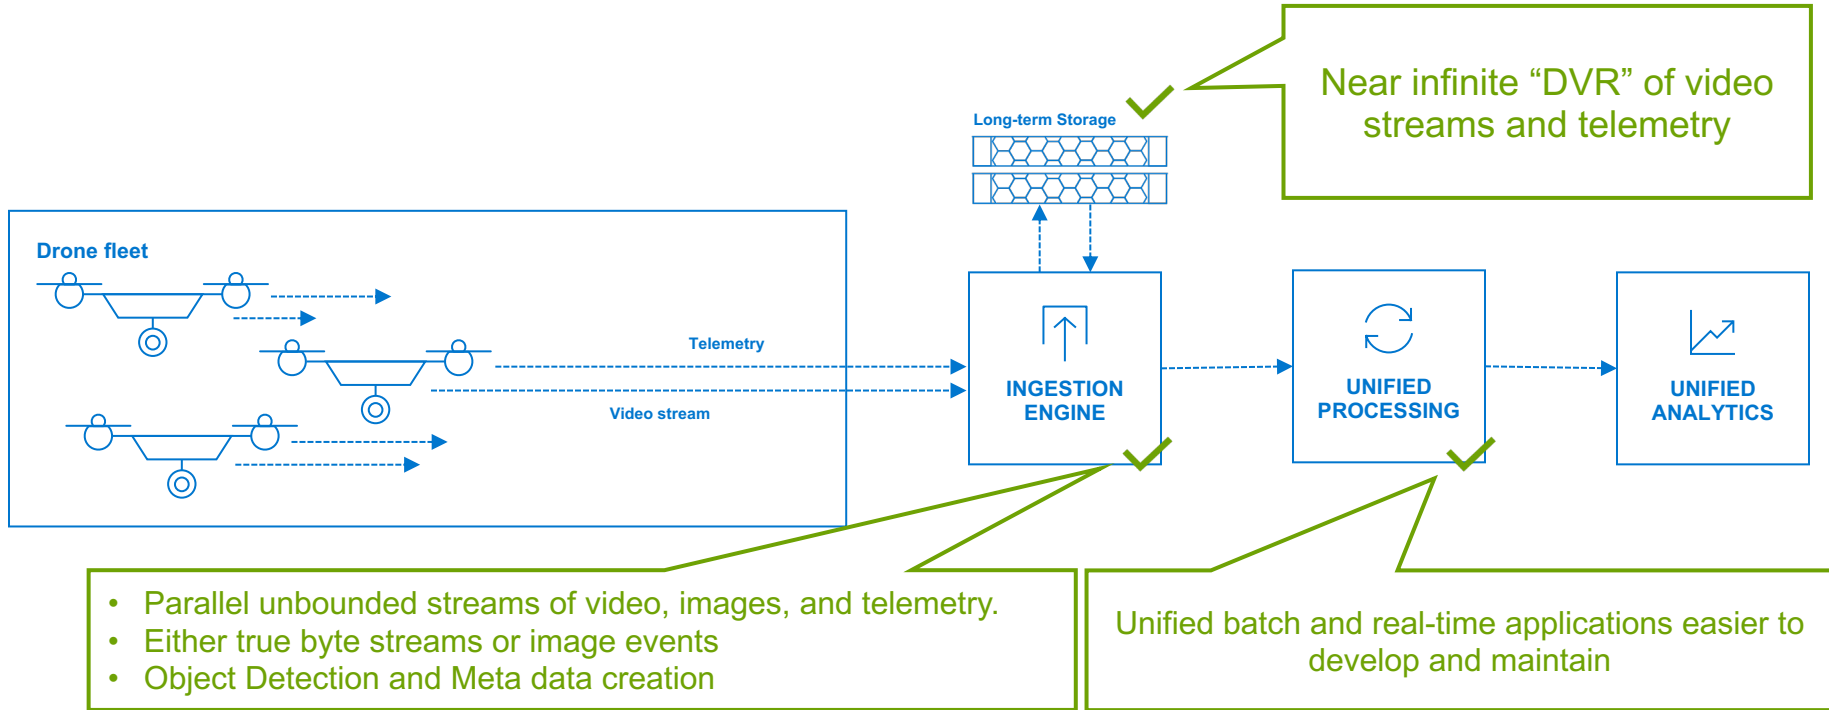 Near infinite “DVR” of video
streams and telemetry
Long-term Storage
Drone fleet
Telemetry
Video stream
INGESTION
ENGINE
UNIFIED
PROCESSING
UNIFIED
ANALYTICS
• Parallel unbounded streams of video, images, and telemetry.
• Either true byte streams or image events
• Object Detection and Meta data creation
Unified batch and real-time applications easier to
develop and maintain